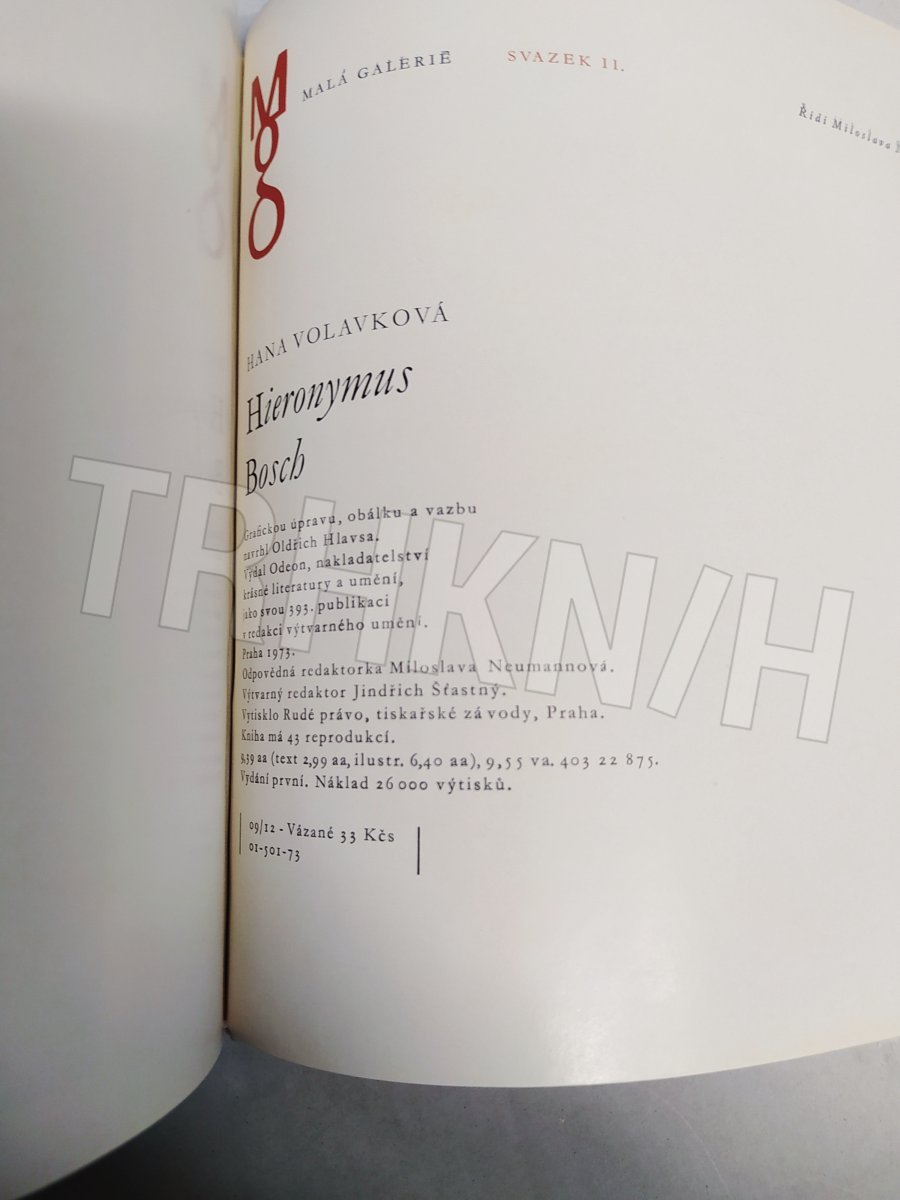 Mg
MALÁ GALERIE
SVAZEK 11.
Řídí Miloslava
HANA VOLAVKOVÁ
Hieronymus
Bosch
Grafickou úpravu, obálku a vazbu
navrhl Oldřich Hlavsa.
Vydal Odeon, nakladatelství
krásné literatury a umění,
jako svou 393. publikaci
v redakci výtvarného umění.
Praha 1973.
Odpovědná redaktorka Miloslava Neumannová.
Výtvarný redaktor Jindřich Šťastný.
Vytisklo Rudé právo, tiskařské závody, Praha.
Kniha má 43 reprodukcí.
9,39 aa (text 2,99 aa, ilustr. 6,40 aa), 9,55 va. 403 22 875.
Vydání první. Náklad 26 000 výtisků.
09/12 - Vázané 33 Kčs
01-501-73
TRHKN/H